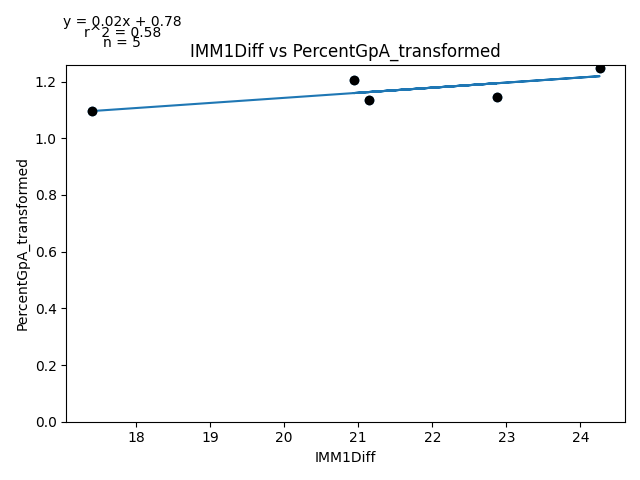 y = 0.02x + 0.78
r^2 = 0.58
n = 5
IMM1Diff vs PercentGpA_transformed
PercentGpA_transformed
1.2
1.0
0.8
0.6
0.4
0.2
0.0
18 19 20 21 22 23 24
IMM1Diff